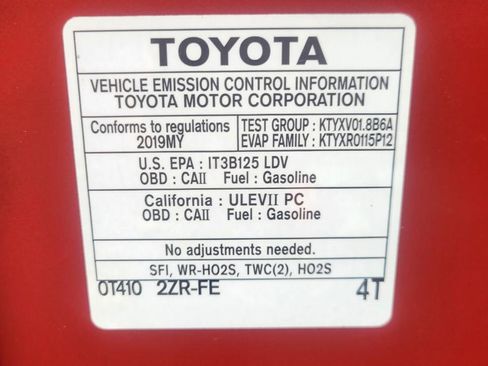 TOYOTA
VEHICLE EMISSION CONTROL INFORMATION
TOYOTA MOTOR CORPORATION
Conforms to regulations
2019MY
TEST GROUP : KTYXV01.8B6A
EVAP FAMILY : KTYXR0115P12
U.S. EPA : IT3B125 LDV
OBD : CAII Fuel : Gasoline
California : ULEVII PC
OBD : CAII Fuel : Gasoline
No adjustments needed.
SFI, WR-HO2S, TWC(2), HO2S
0T410 2ZR-FE 4T